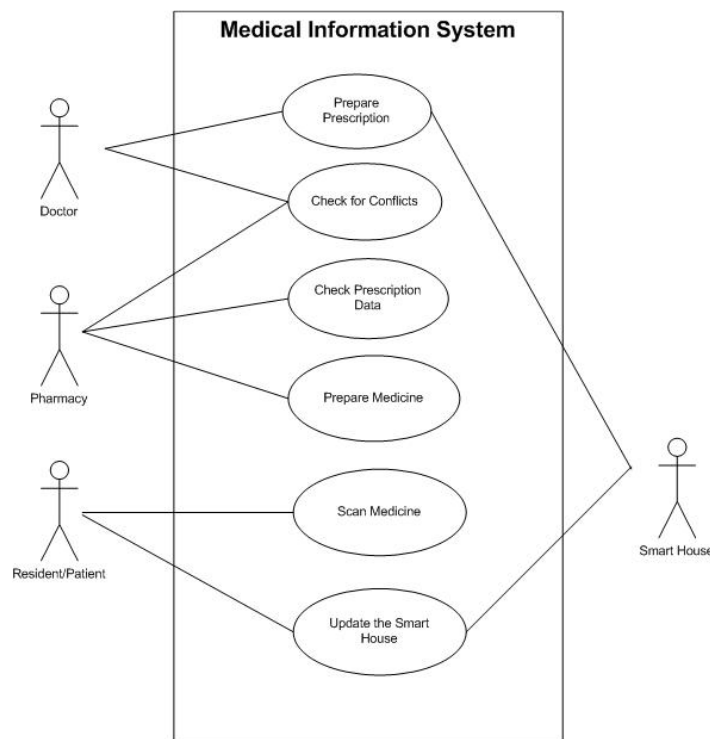 Medical Information System
Prepare
Prescription
Doctor
Check for Conflicts
Check Prescription
Data
Pharmacy
Prepare Medicine
Resident/Patient
Scan Medicine
Smart House
Update the Smart
House